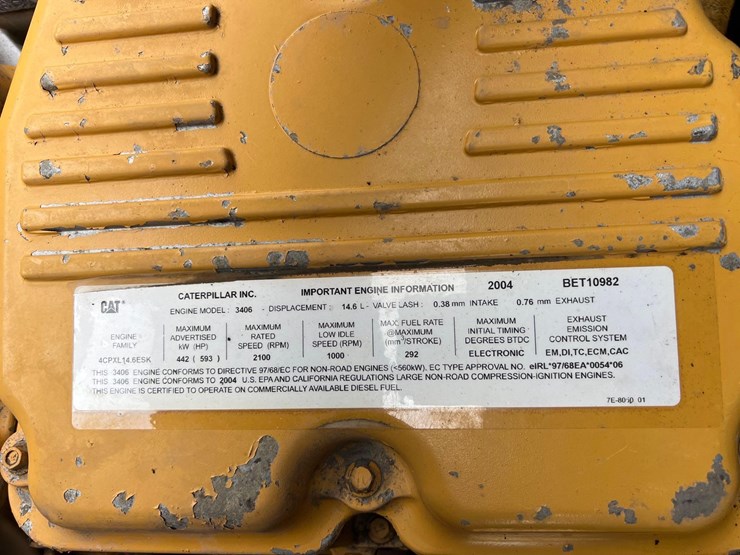 CAT
CATERPILLAR INC. IMPORTANT ENGINE INFORMATION 2004 BET10982
ENGINE MODEL: 3406 - DISPLACEMENT: 14.6 L - VALVE LASH: 0.38 mm INTAKE 0.76 mm EXHAUST
ENGINE FAMILY MAXIMUM ADVERTISED kW (HP) MAXIMUM RATED SPEED (RPM) MAXIMUM LOW IDLE SPEED (RPM) MAX. FUEL RATE @MAXIMUM (mm³/STROKE) MAXIMUM INITIAL TIMING DEGREES BTDC EXHAUST EMISSION CONTROL SYSTEM
4CPXL14.6ESK 442 (593) 2100 1000 292 ELECTRONIC EM,DI,TC,ECM,CAC
THIS 3406 ENGINE CONFORMS TO DIRECTIVE 97/68/EC FOR NON-ROAD ENGINES (<560kW). EC TYPE APPROVAL NO. eIRL*97/68EA*0054*06
THIS 3406 ENGINE CONFORMS TO 2004 U.S. EPA AND CALIFORNIA REGULATIONS LARGE NON-ROAD COMPRESSION-IGNITION ENGINES.
THIS ENGINE IS CERTIFIED TO OPERATE ON COMMERCIALLY AVAILABLE DIESEL FUEL.
01